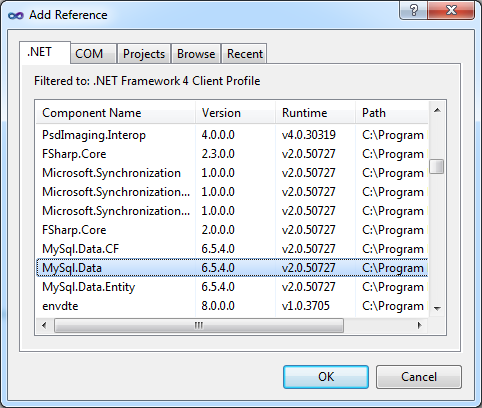 Add Reference
.NET COM Projects Browse Recent
Filtered to: .NET Framework 4 Client Profile
Component Name Version Runtime Path
PsdImaging.Interop 4.0.0.0 v4.0.30319 C:\Program
FSharp.Core 2.3.0.0 v2.0.50727 C:\Program
Microsoft.Synchronization 1.0.0.0 v2.0.50727 C:\Program
Microsoft.Synchronization... 1.0.0.0 v2.0.50727 C:\Program
Microsoft.Synchronization... 1.0.0.0 v2.0.50727 C:\Program
FSharp.Core 2.0.0.0 v2.0.50727 C:\Program
MySql.Data.CF 6.5.4.0 v2.0.50727 C:\Program
MySql.Data 6.5.4.0 v2.0.50727 C:\Program
MySql.Data.Entity 6.5.4.0 v2.0.50727 C:\Program
envdte 8.0.0.0 v1.0.3705 C:\Program
OK Cancel